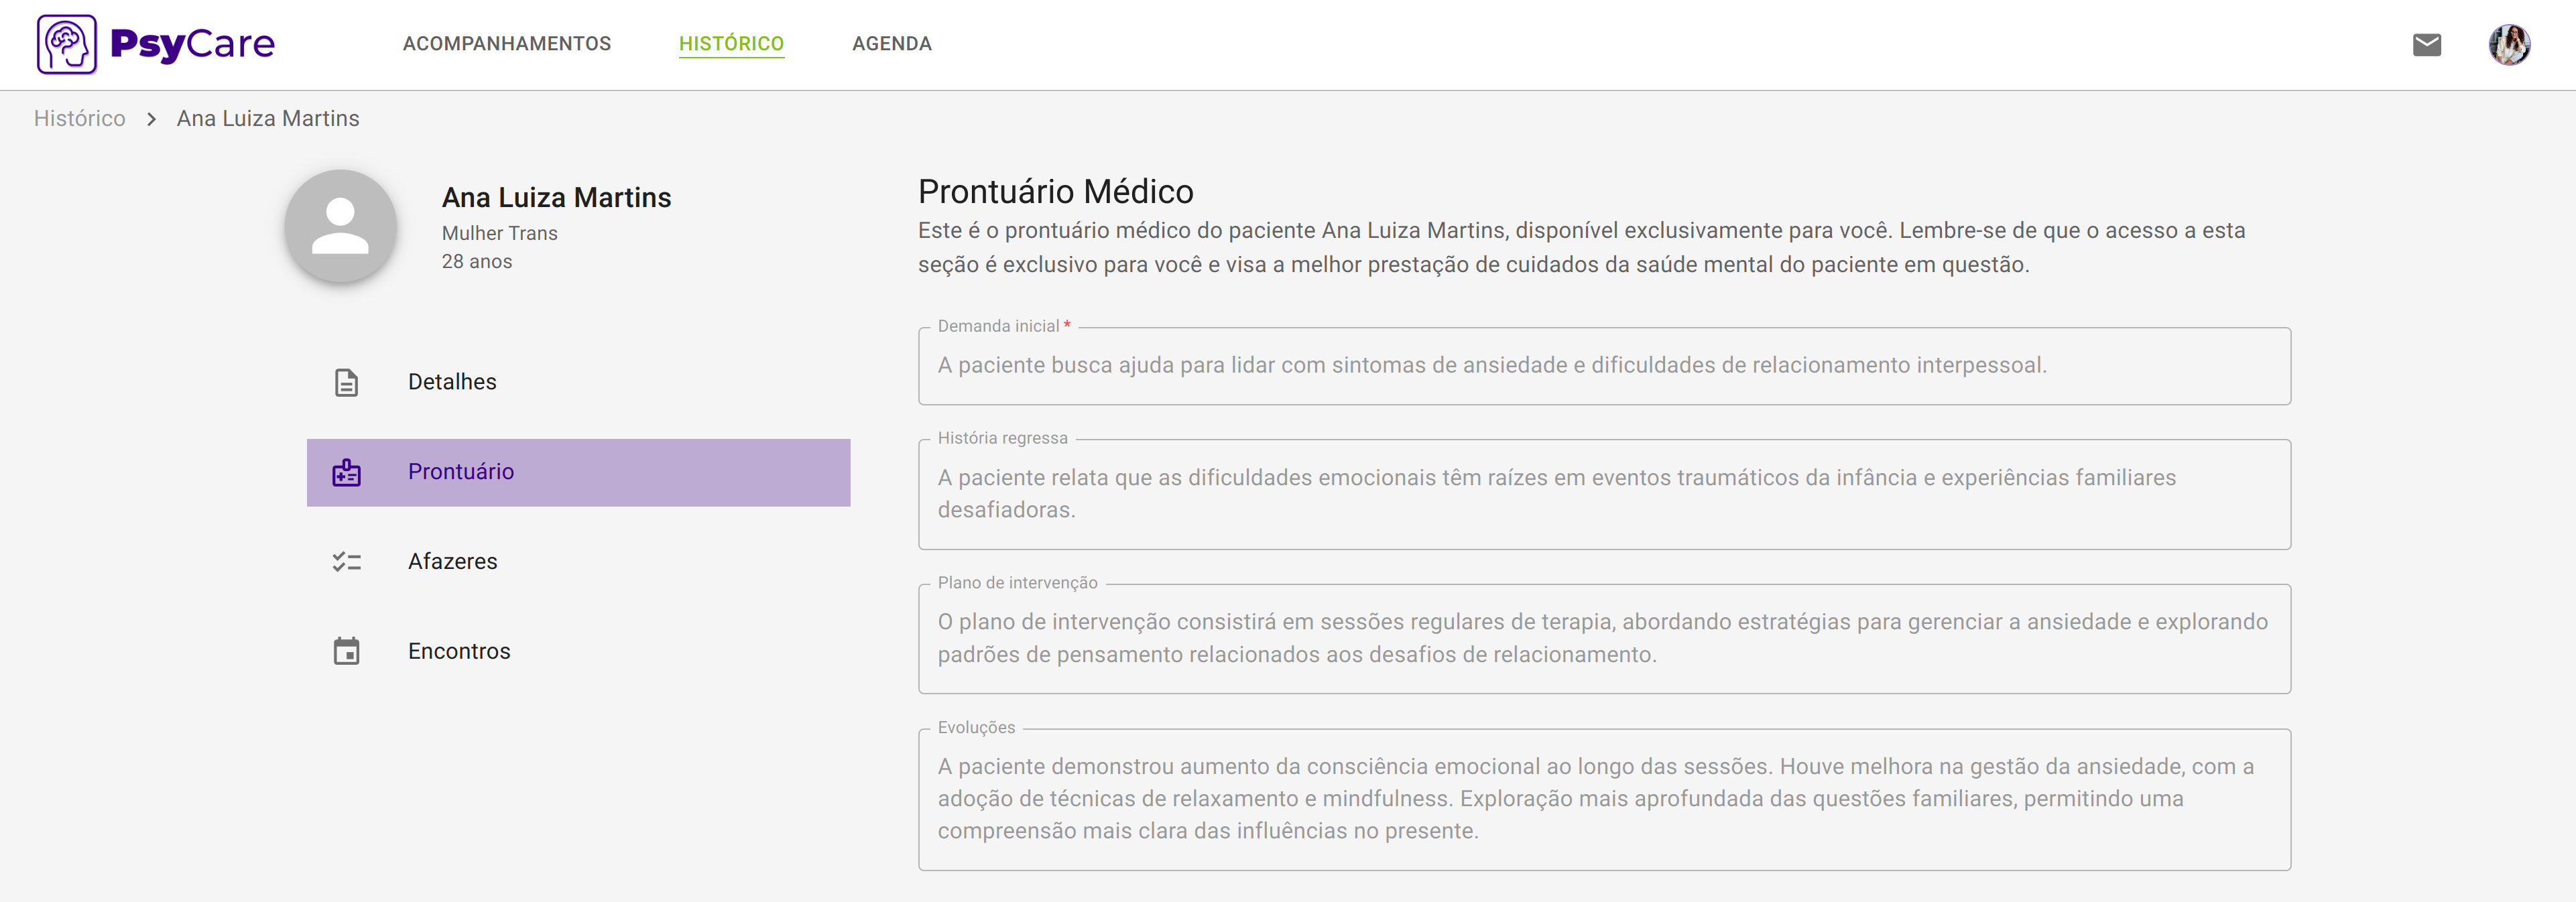 PsyCare
ACOMPANHAMENTOS
HISTÓRICO
AGENDA
Histórico > Ana Luiza Martins
Ana Luiza Martins
Mulher Trans
28 anos
Detalhes
Prontuário
Afazeres
Encontros
Prontuário Médico
Este é o prontuário médico do paciente Ana Luiza Martins, disponível exclusivamente para você. Lembre-se de que o acesso a esta
seção é exclusivo para você e visa a melhor prestação de cuidados da saúde mental do paciente em questão.
Demanda inicial *
A paciente busca ajuda para lidar com sintomas de ansiedade e dificuldades de relacionamento interpessoal.
História regressa
A paciente relata que as dificuldades emocionais têm raízes em eventos traumáticos da infância e experiências familiares
desafiadoras.
Plano de intervenção
O plano de intervenção consistirá em sessões regulares de terapia, abordando estratégias para gerenciar a ansiedade e explorando
padrões de pensamento relacionados aos desafios de relacionamento.
Evoluções
A paciente demonstrou aumento da consciência emocional ao longo das sessões. Houve melhora na gestão da ansiedade, com a
adoção de técnicas de relaxamento e mindfulness. Exploração mais aprofundada das questões familiares, permitindo uma
compreensão mais clara das influências no presente.